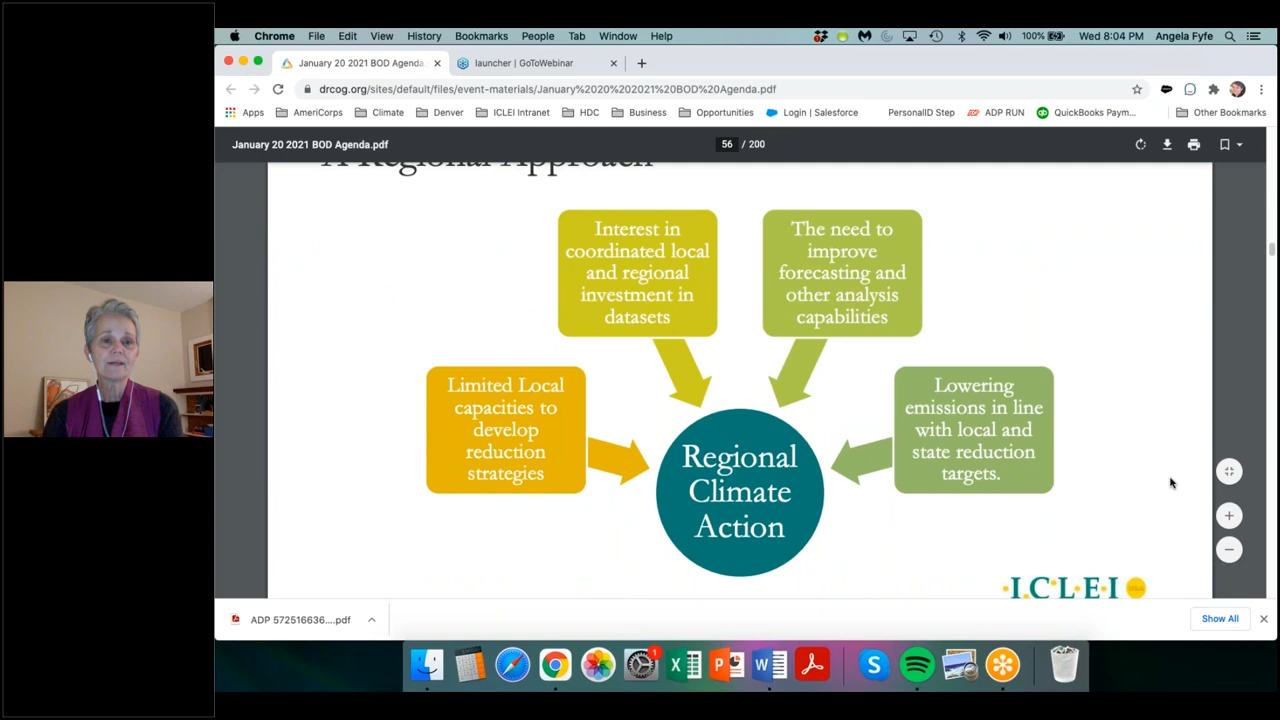 Chrome File Edit View History Bookmarks People Tab Window Help 100% Wed 8:04 PM Angela Fyfe
January 20 2021 BOD Agenda. launcher | GoToWebinar
drcog.org/sites/default/files/event-materials/January%2020%202021%20BOD%20Agenda.pdf
Apps AmeriCorps Climate Denver ICLEI Intranet HDC Business Opportunities Login | Salesforce PersonalID Step ADP RUN QuickBooks Paym... Other Bookmarks
January 20 2021 BOD Agenda.pdf 56 / 200
A Regional Approach
Interest in
coordinated local
and regional
investment in
datasets
The need to
improve
forecasting and
other analysis
capabilities
Limited Local
capacities to
develop
reduction
strategies
Lowering
emissions in line
with local and
state reduction
targets.
Regional
Climate
Action
I.C.L.E.I
ADP 572516636....pdf Show All
1